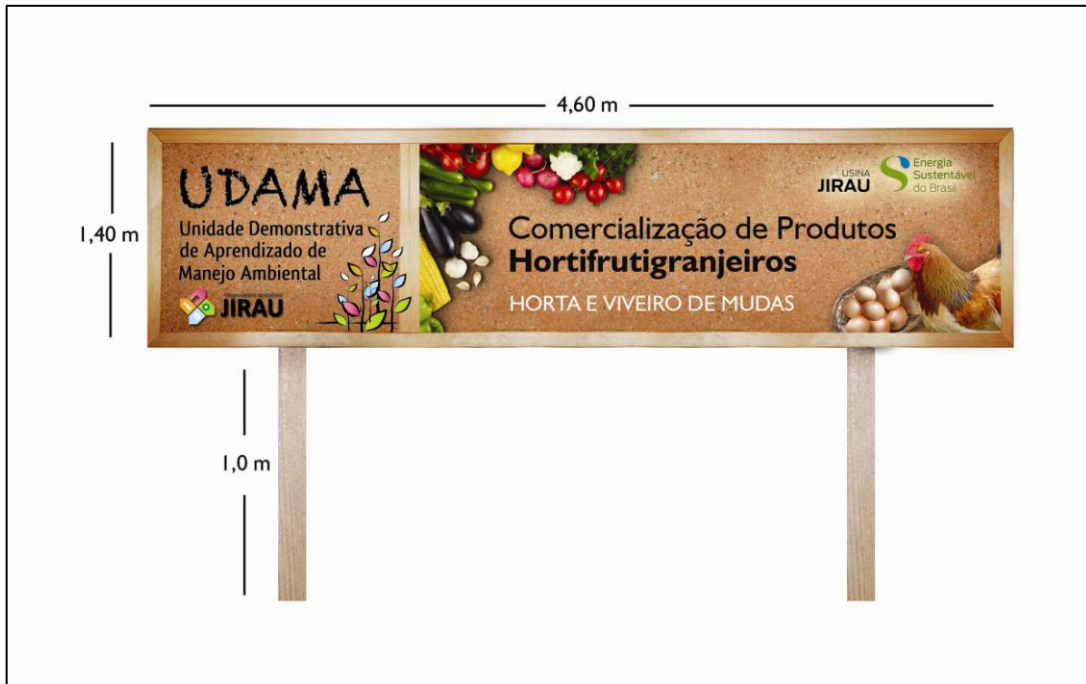 4,60 m
1,40 m
UDAMA
Unidade Demonstrativa
de Aprendizado de
Manejo Ambiental
JIRAU
USINA
JIRAU
Energia
Sustentável
do Brasil
Comercialização de Produtos
Hortifrutigranjeiros
HORTA E VIVEIRO DE MUDAS
1,0 m